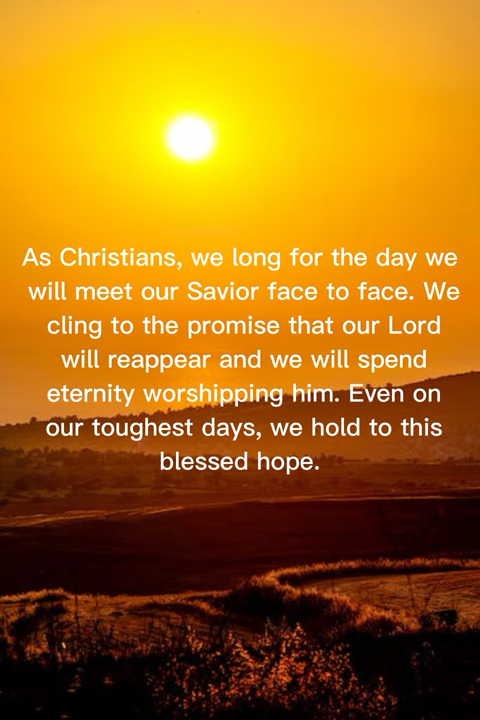 As Christians, we long for the day we
will meet our Savior face to face. We
cling to the promise that our Lord
will reappear and we will spend
eternity worshipping him. Even on
our toughest days, we hold to this
blessed hope.